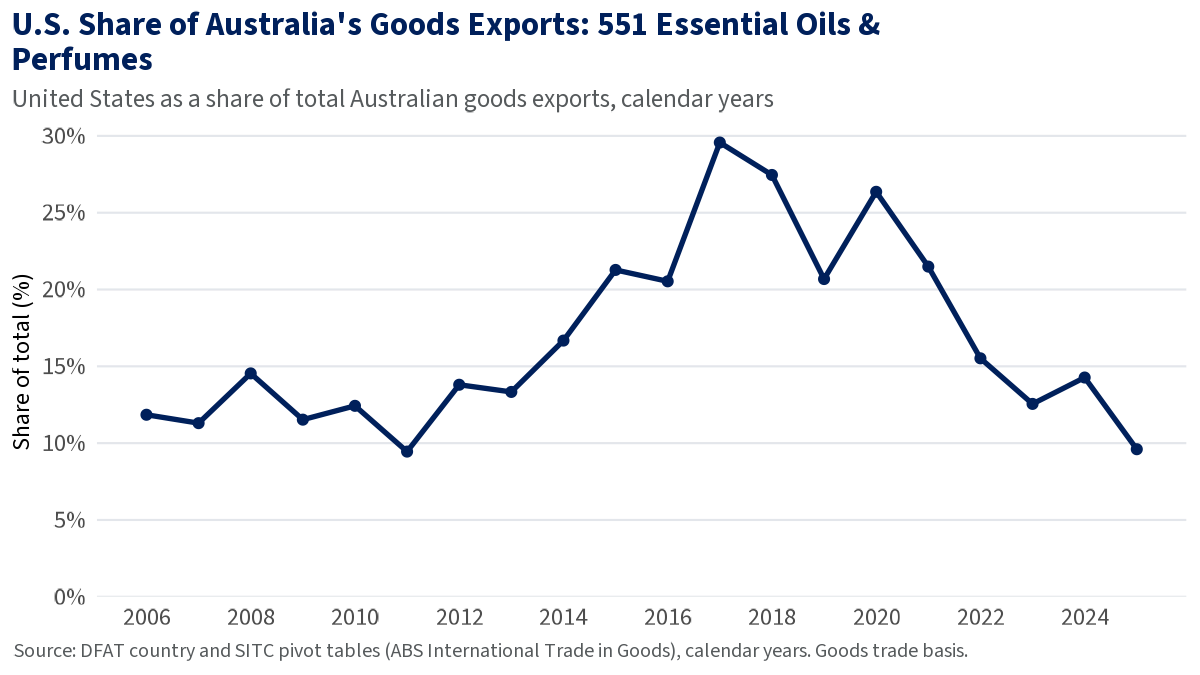 U.S. Share of Australia's Goods Exports: 551 Essential Oils &
Perfumes
United States as a share of total Australian goods exports, calendar years
Share of total (%)
30%
25%
20%
15%
10%
5%
0%
2006 2008 2010 2012 2014 2016 2018 2020 2022 2024
Source: DFAT country and SITC pivot tables (ABS International Trade in Goods), calendar years. Goods trade basis.